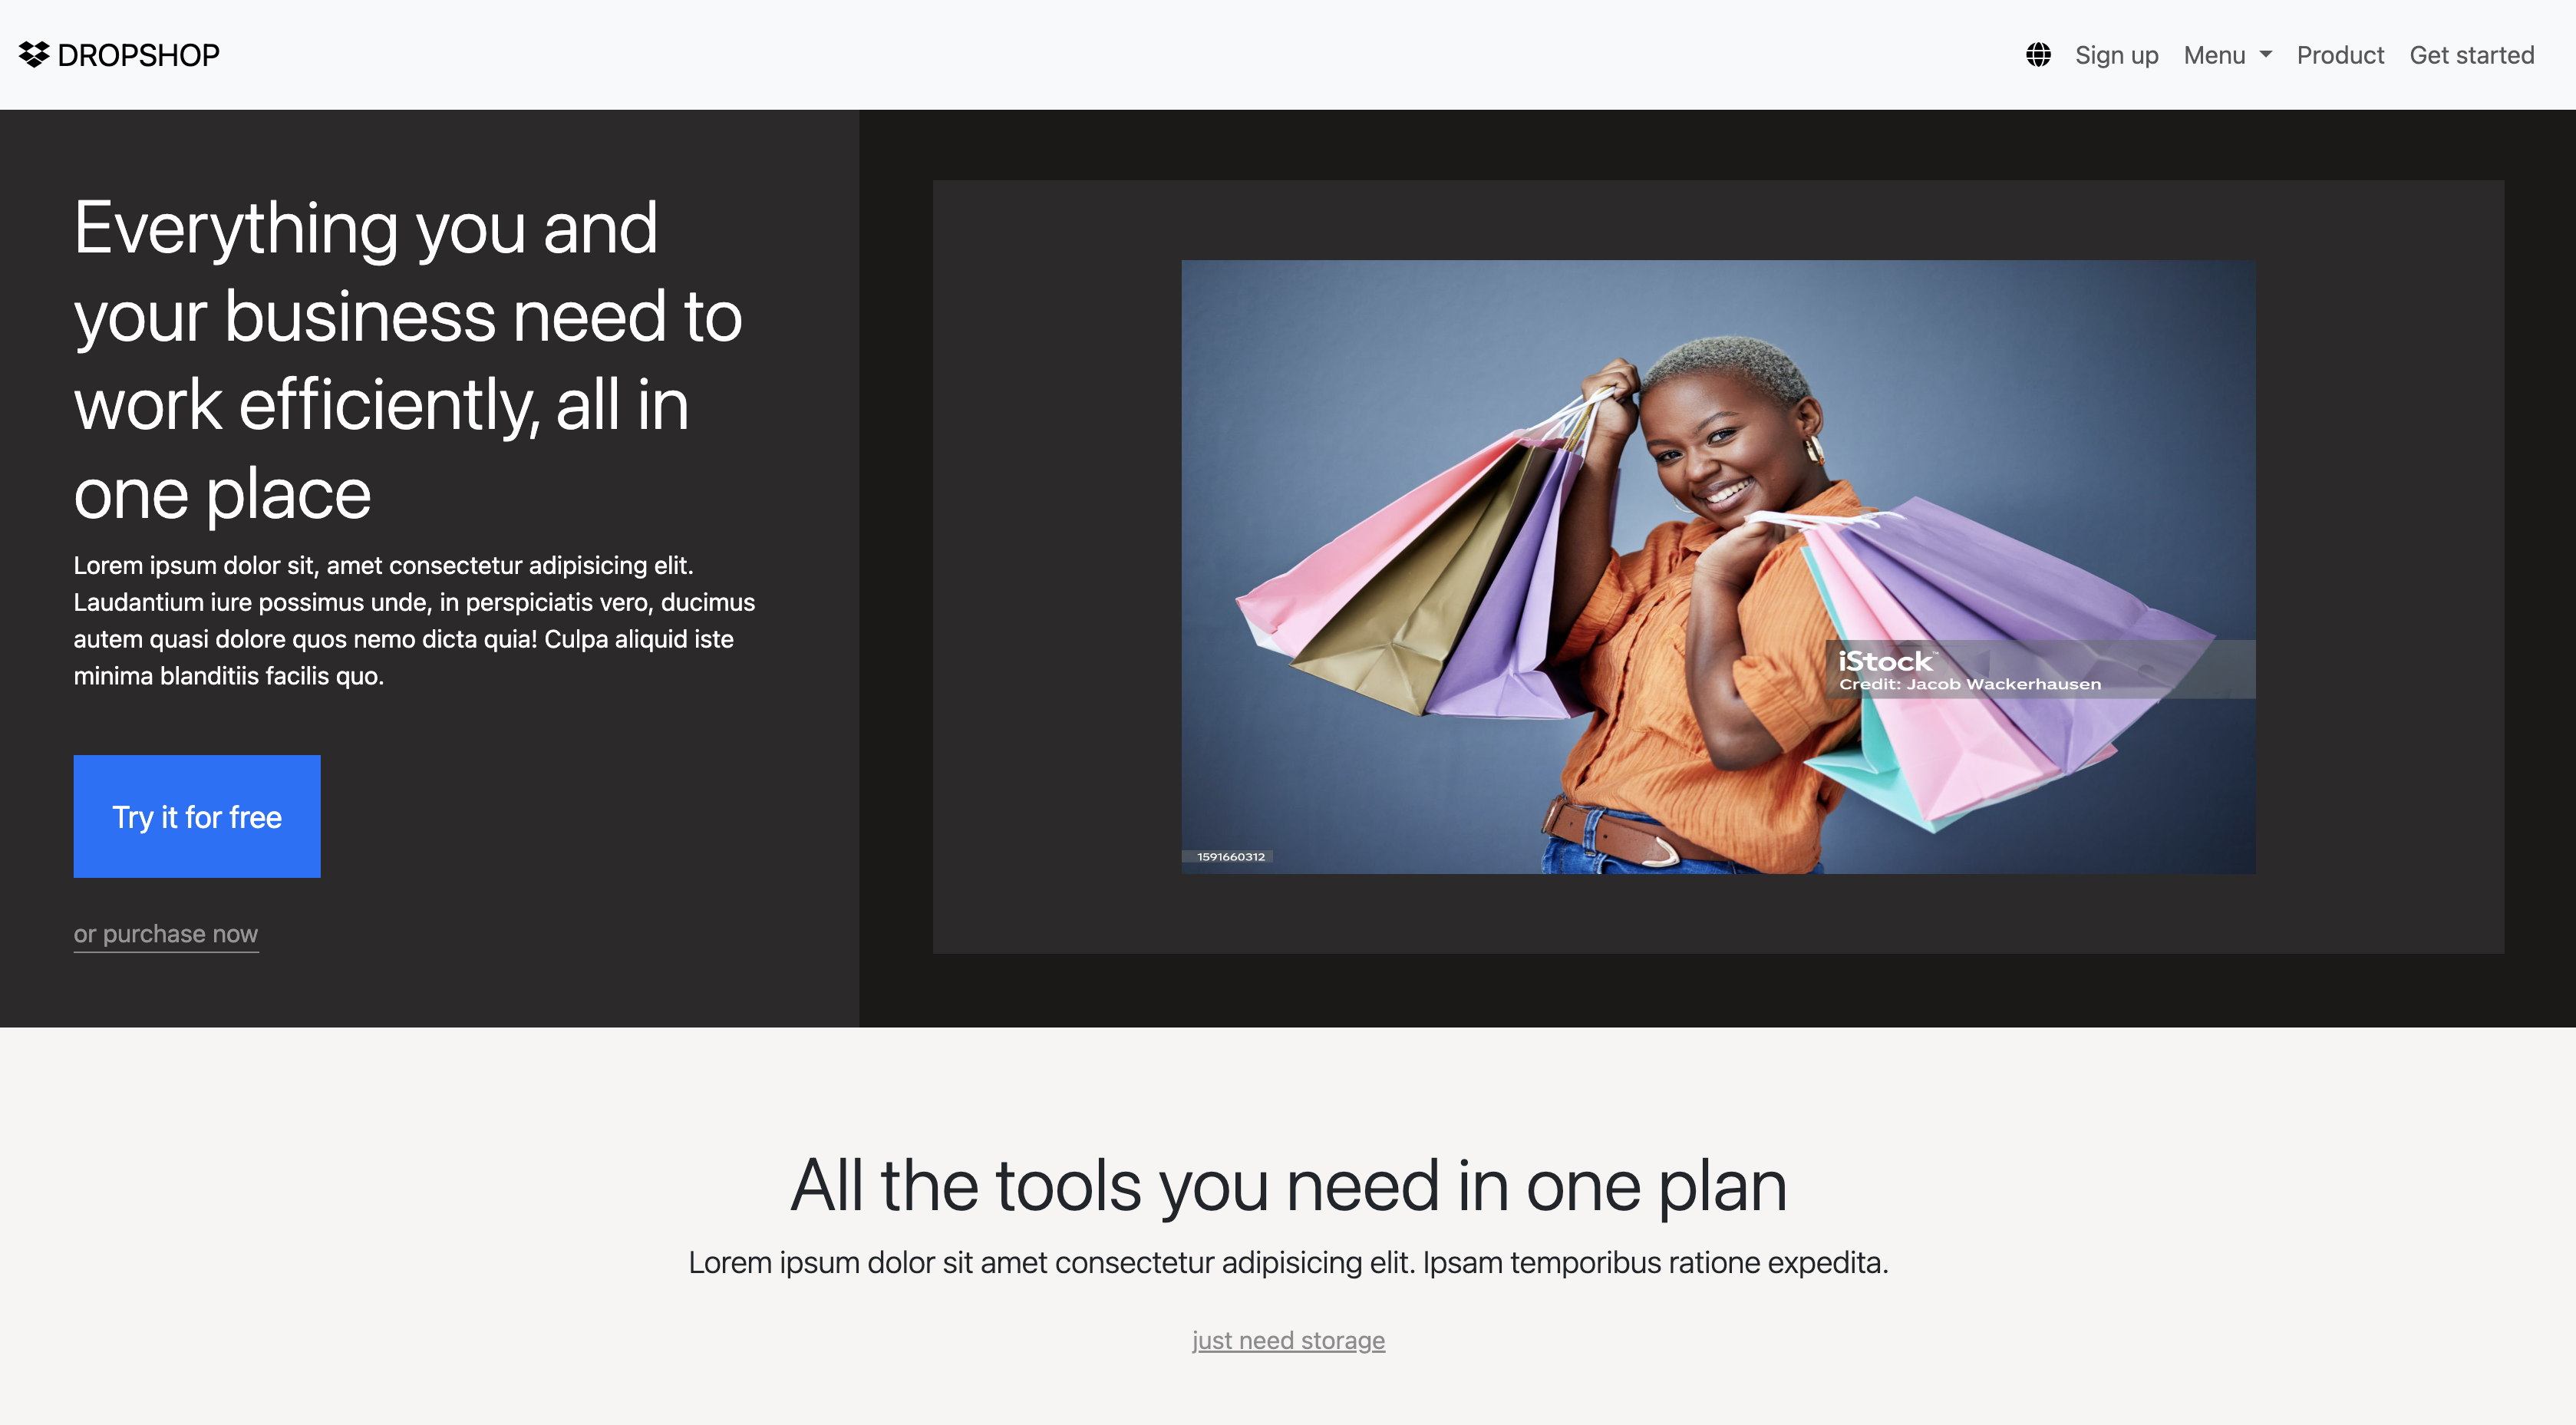 DROPSHOP
Sign up
Menu
Product
Get started
Everything you and
your business need to
work efficiently, all in
one place
Lorem ipsum dolor sit, amet consectetur adipisicing elit.
Laudantium iure possimus unde, in perspiciatis vero, ducimus
autem quasi dolore quos nemo dicta quia! Culpa aliquid iste
minima blanditiis facilis quo.
Try it for free
or purchase now
iStock™
Credit: Jacob Wackerhausen
1591660312
All the tools you need in one plan
Lorem ipsum dolor sit amet consectetur adipisicing elit. Ipsam temporibus ratione expedita.
just need storage